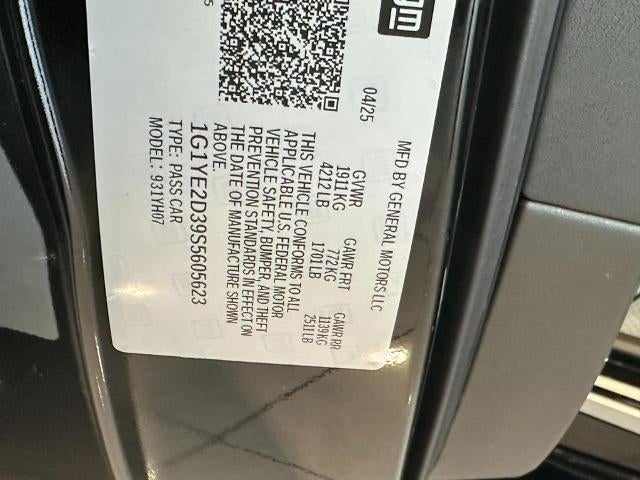 gm
MFD BY GENERAL MOTORS LLC
04/25
GVWR GAWR FRT GAWR RR
1911KG 772KG 1139KG
4212LB 1701LB 2511LB
THIS VEHICLE CONFORMS TO ALL
APPLICABLE U.S. FEDERAL MOTOR
VEHICLE SAFETY, BUMPER, AND THEFT
PREVENTION STANDARDS IN EFFECT ON
THE DATE OF MANUFACTURE SHOWN
ABOVE.
1G1YE2D39S5605623
TYPE: PASS CAR
MODEL: 931YH07